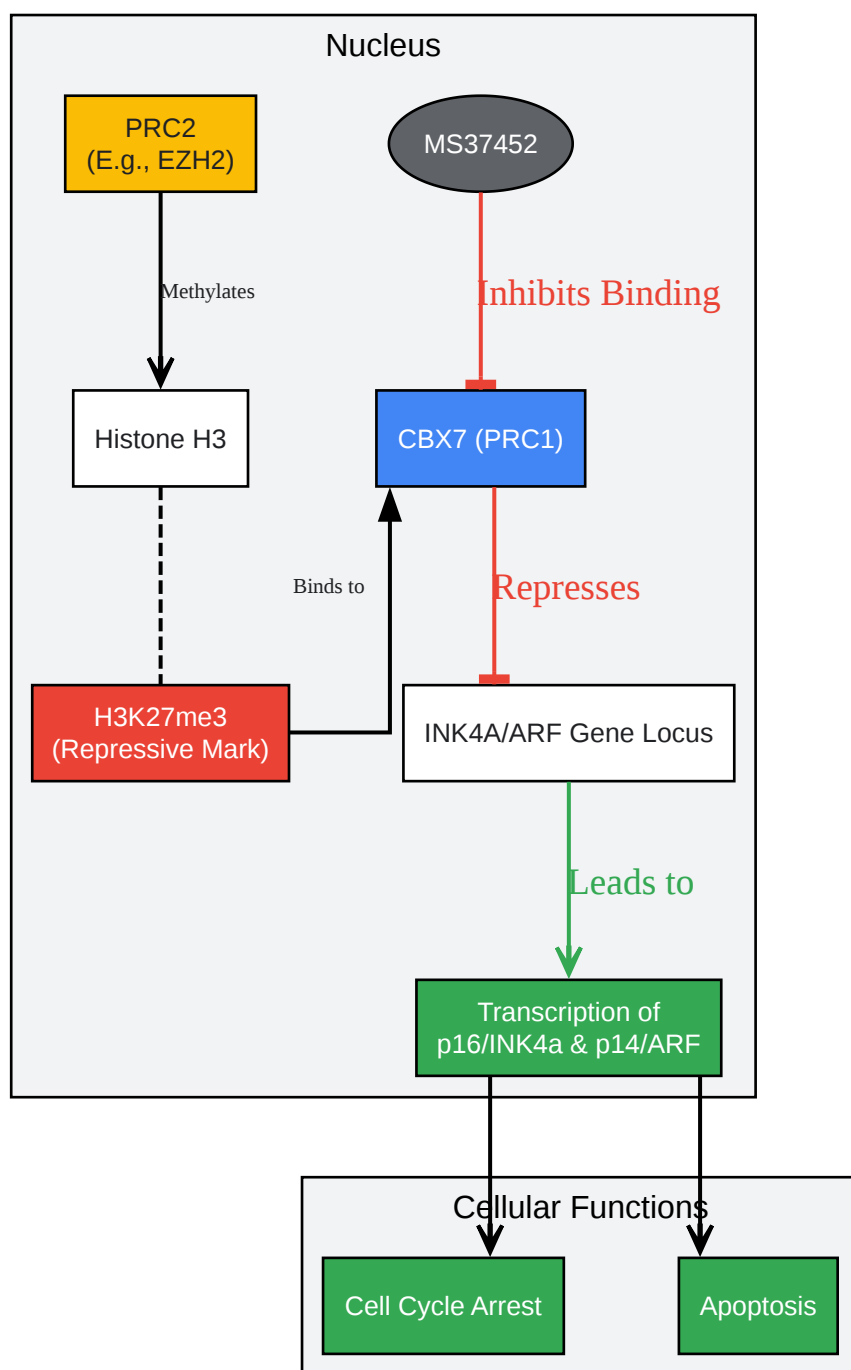 Nucleus
PRC2
(E.g., EZH2)
MS37452
Methylates
Inhibits Binding
Histone H3
CBX7 (PRC1)
Binds to
Represses
H3K27me3
(Repressive Mark)
INK4A/ARF Gene Locus
Leads to
Transcription of
p16/INK4a & p14/ARF
Cellular Functions
Cell Cycle Arrest
Apoptosis